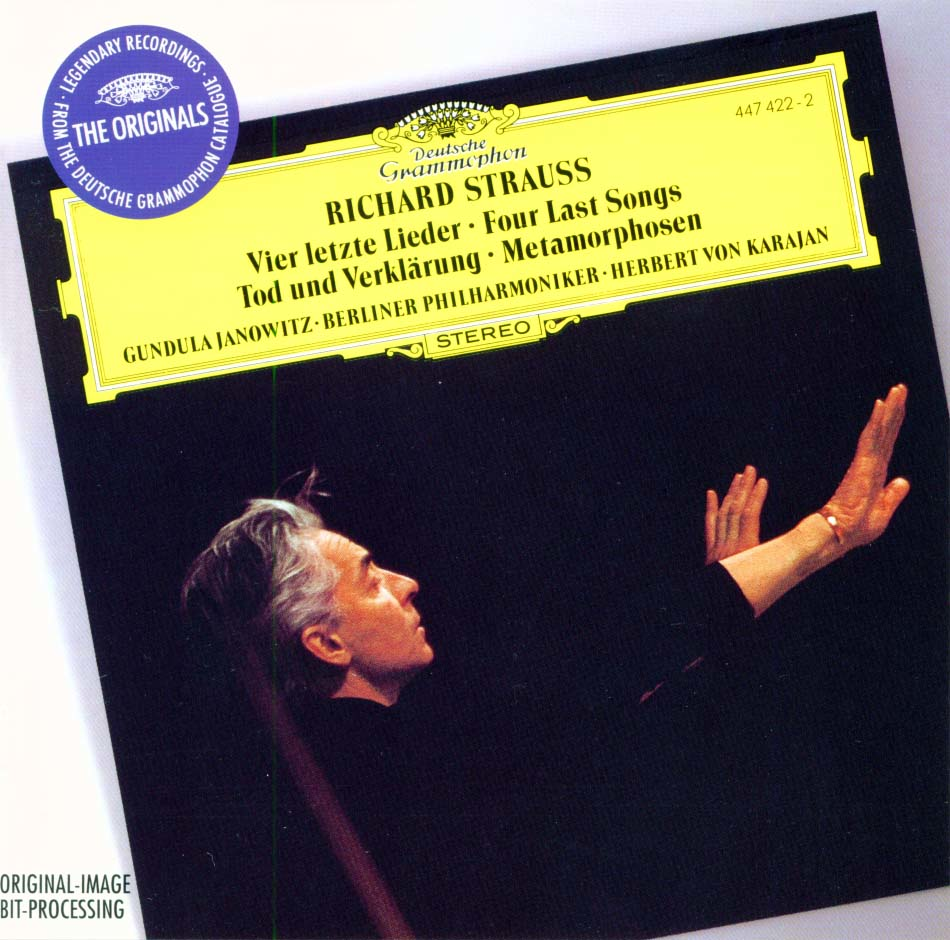 FROM THE DEUTSCHE GRAMMOPHON CATALOGUE · LEGENDARY RECORDINGS ·
THE ORIGINALS
447 422-2
Deutsche
Grammophon
RICHARD STRAUSS
Vier letzte Lieder · Four Last Songs
Tod und Verklärung · Metamorphosen
GUNDULA JANOWITZ · BERLINER PHILHARMONIKER · HERBERT VON KARAJAN
STEREO
ORIGINAL-IMAGE
BIT-PROCESSING